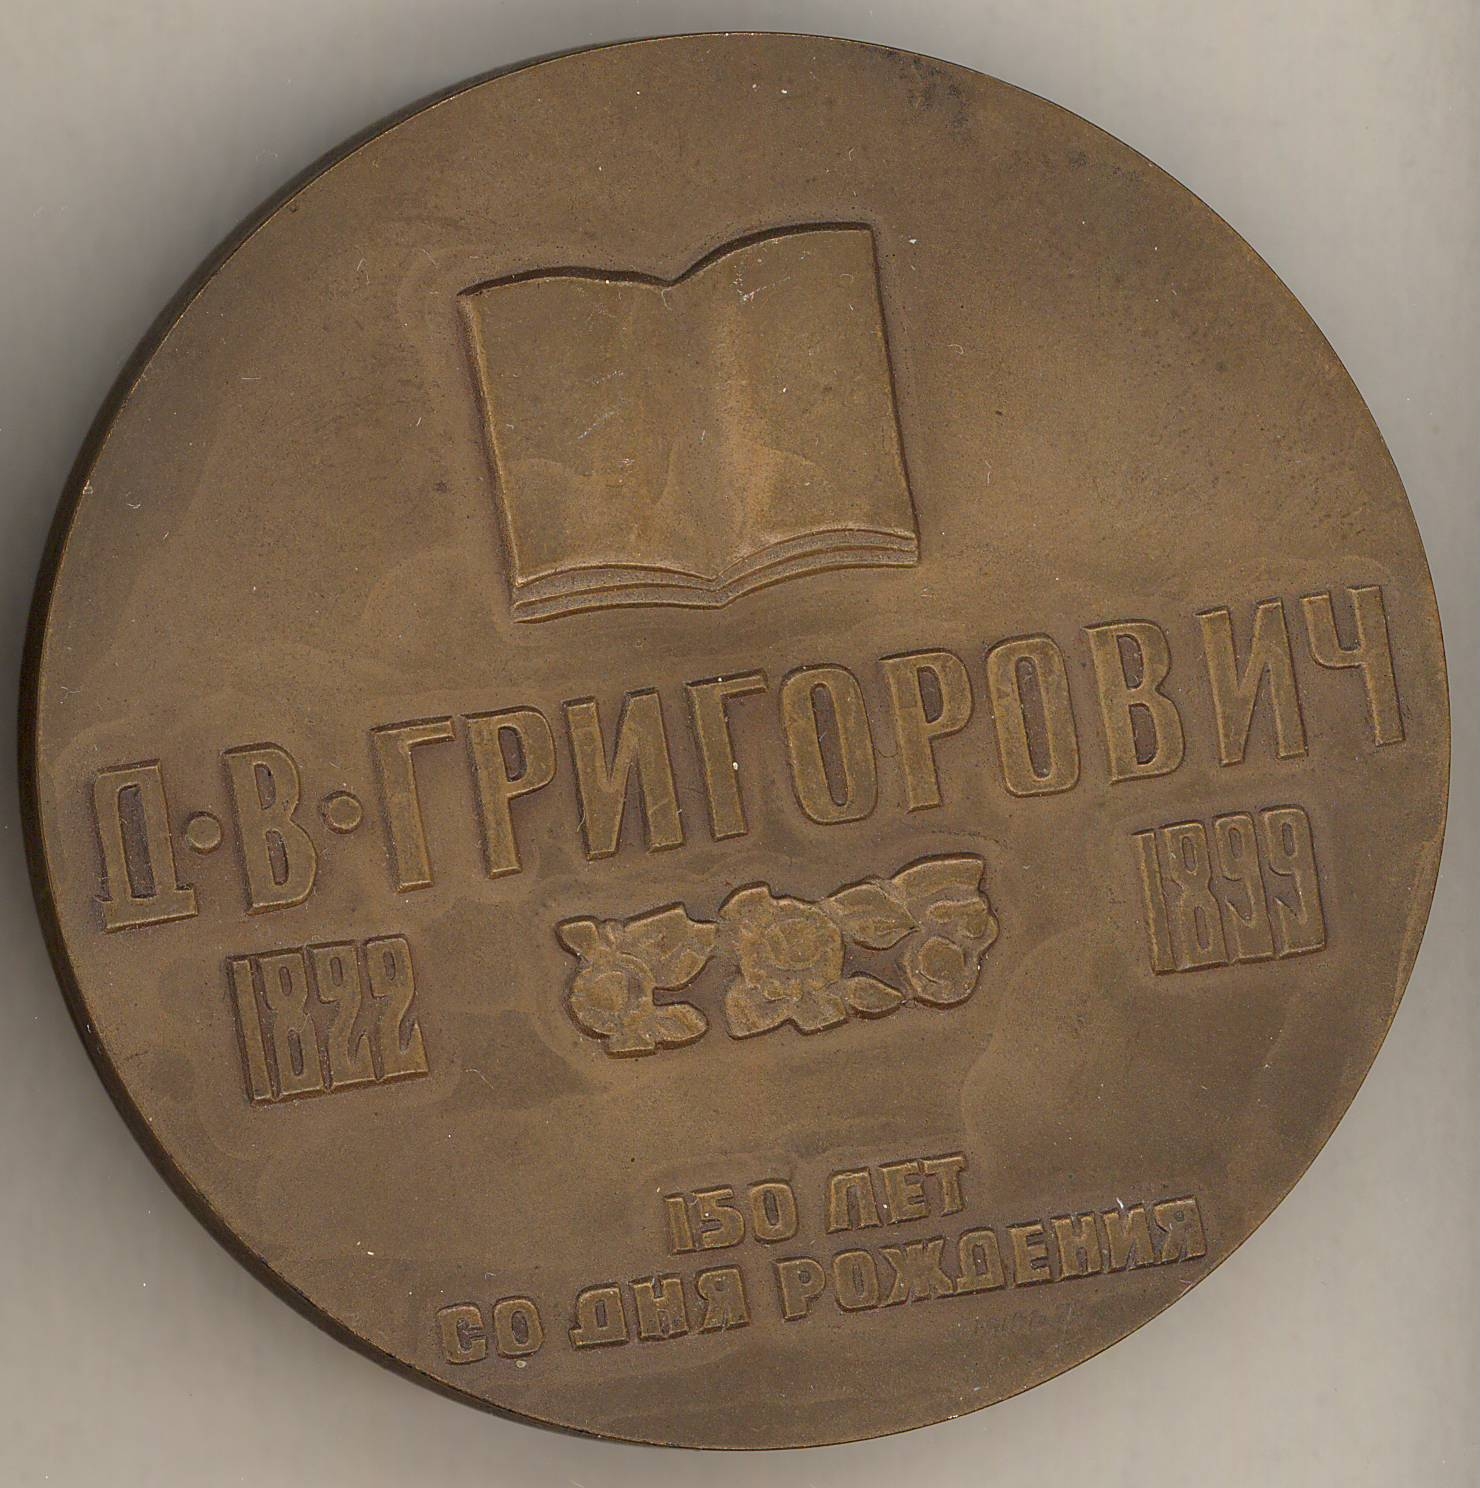 Д·В·ГРИГОРОВИЧ
1822 1899
150 ЛЕТ
СО ДНЯ РОЖДЕНИЯ